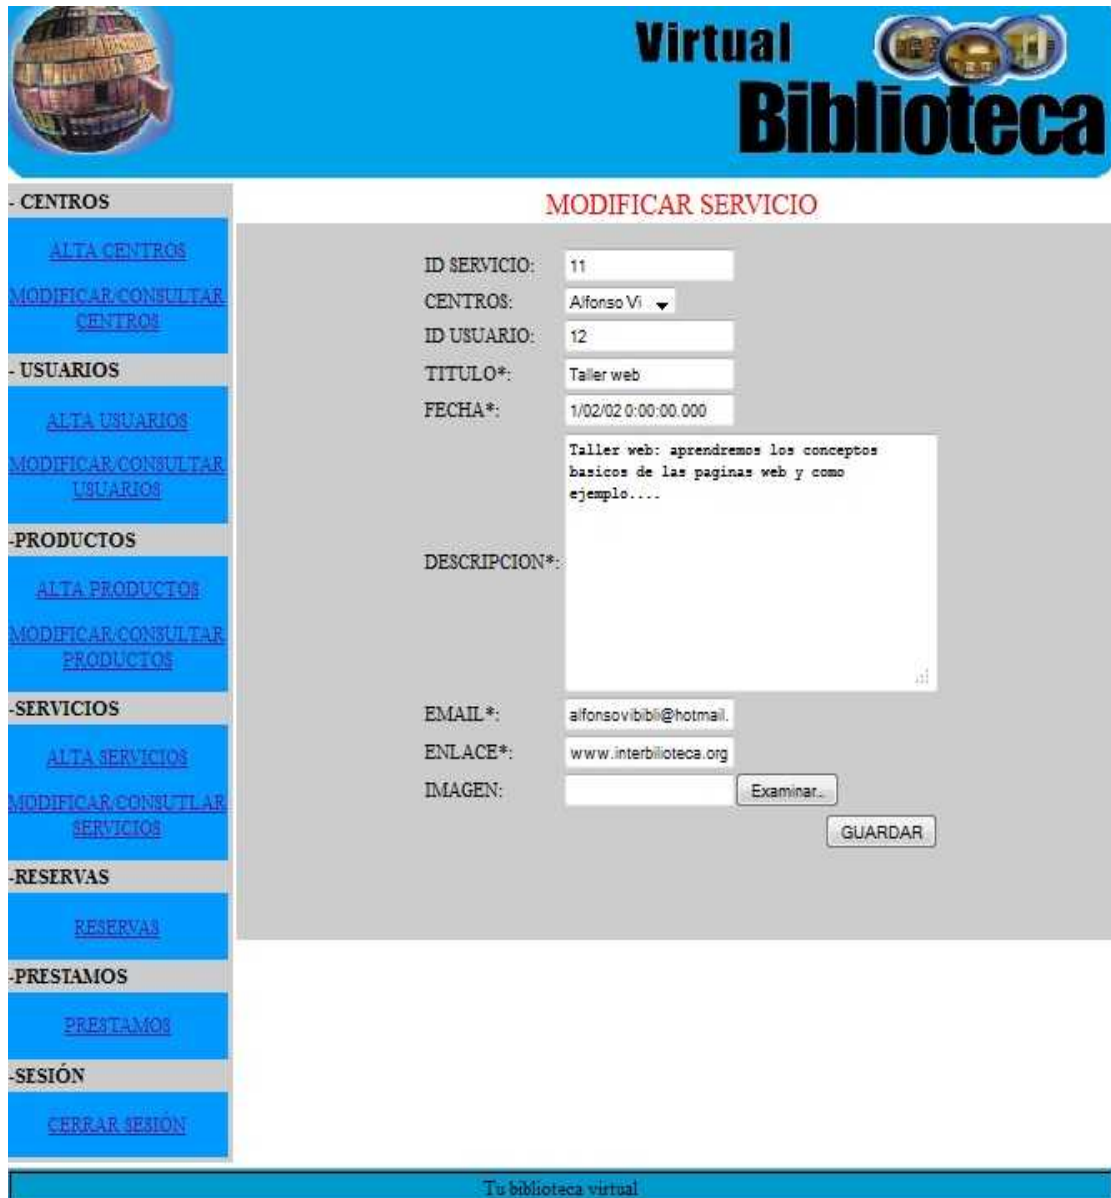 Virtual
Biblioteca
- CENTROS
ALTA CENTROS
MODIFICAR/CONSULTAR
CENTROS
- USUARIOS
ALTA USUARIOS
MODIFICAR/CONSULTAR
USUARIOS
-PRODUCTOS
ALTA PRODUCTOS
MODIFICAR/CONSULTAR
PRODUCTOS
-SERVICIOS
ALTA SERVICIOS
MODIFICAR/CONSUTLAR
SERVICIOS
-RESERVAS
RESERVAS
-PRESTAMOS
PRESTAMOS
-SESIÓN
CERRAR SESIÓN
MODIFICAR SERVICIO
ID SERVICIO: 11
CENTROS: Alfonso Vi
ID USUARIO: 12
TITULO*: Taller web
FECHA*: 1/02/02 0:00:00.000
DESCRIPCION*:
Taller web: aprendremos los conceptos
basicos de las paginas web y como
ejemplo....
EMAIL*: alfonsovibibli@hotmail.
ENLACE*: www.interbilioteca.org
IMAGEN: Examinar...
GUARDAR
Tu biblioteca virtual